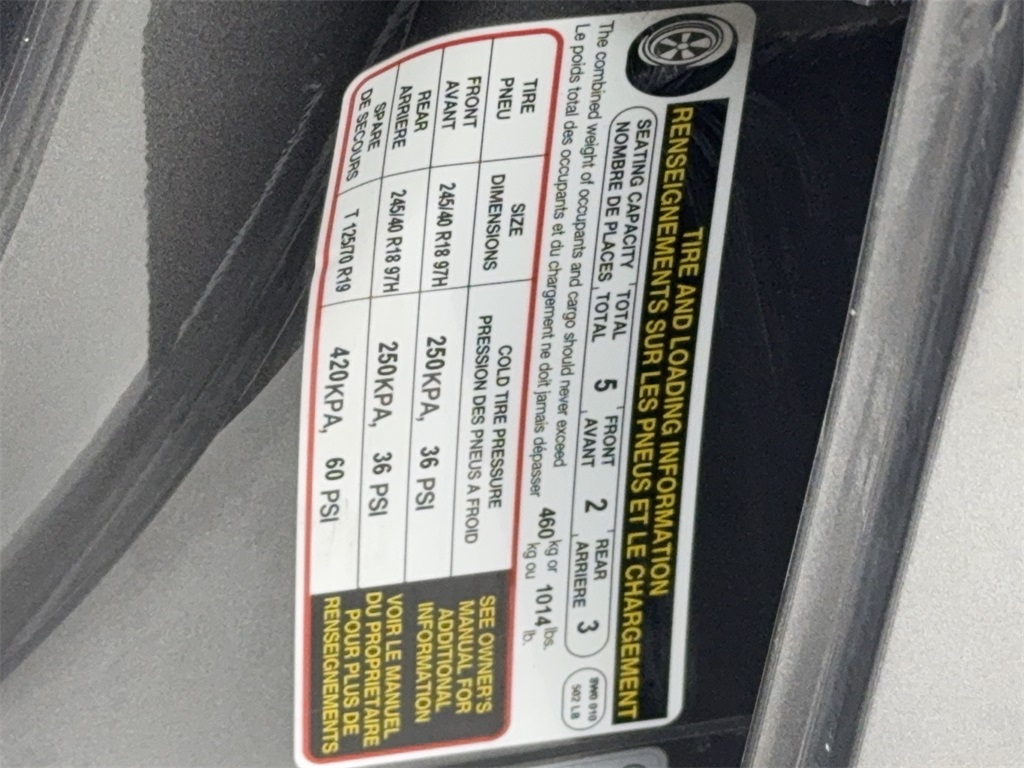 TIRE AND LOADING INFORMATION
RENSEIGNEMENTS SUR LES PNEUS ET LE CHARGEMENT
SEATING CAPACITY TOTAL 5 FRONT 2 REAR 3
NOMBRE DE PLACES TOTAL AVANT ARRIERE
8W0 010
502 LB
The combined weight of occupants and cargo should never exceed 460 kg or 1014 lbs.
Le poids total des occupants et du chargement ne doit jamais dépasser kg ou lb.
TIRE SIZE COLD TIRE PRESSURE
PNEU DIMENSIONS PRESSION DES PNEUS A FROID
FRONT
AVANT 245/40 R18 97H 250KPA, 36 PSI
REAR
ARRIERE 245/40 R18 97H 250KPA, 36 PSI
SPARE
DE SECOURS T 125/70 R19 420KPA, 60 PSI
SEE OWNER'S
MANUAL FOR
ADDITIONAL
INFORMATION
VOIR LE MANUEL
DU PROPRIETAIRE
POUR PLUS DE
RENSEIGNEMENTS